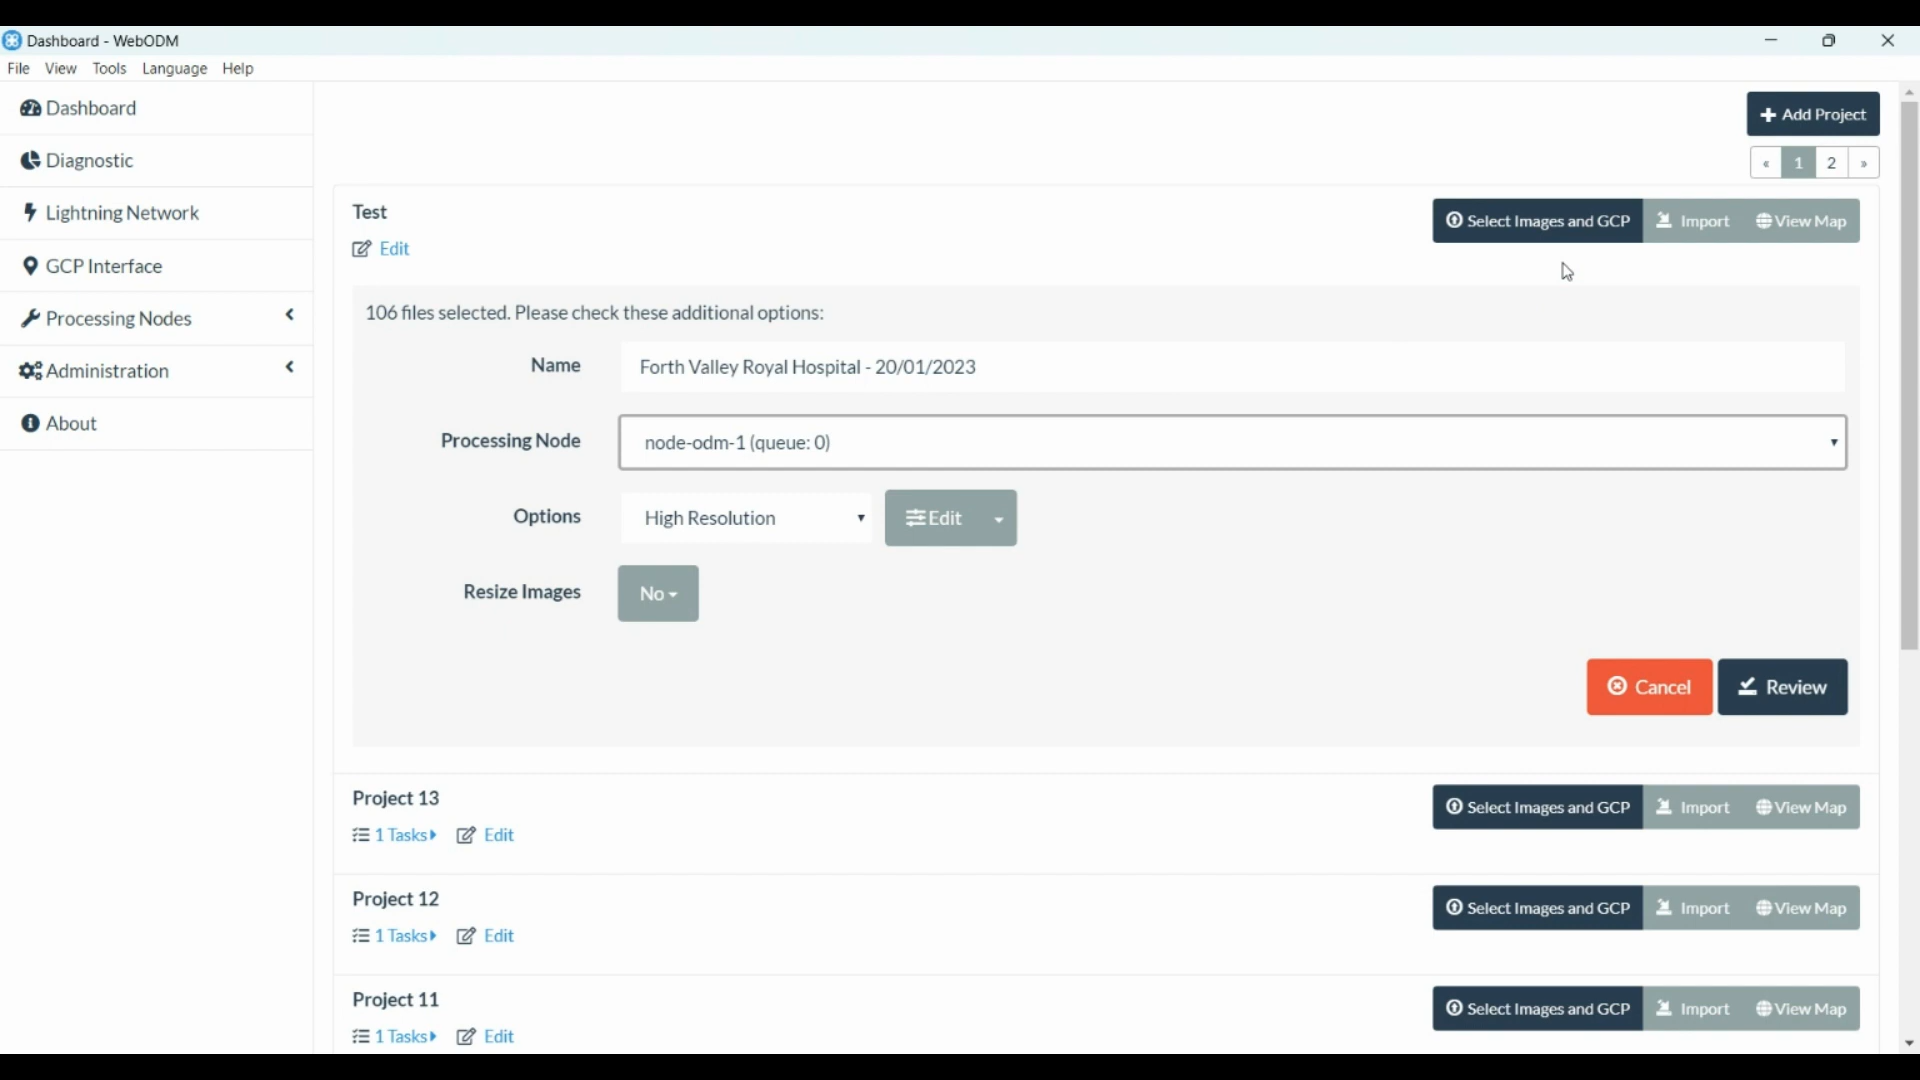 Dashboard - WebODM
File View Tools Language Help
Dashboard
Diagnostic
Lightning Network
GCP Interface
Processing Nodes
Administration
About
Add Project
« 1 2 »
Test
Edit
Select Images and GCP Import View Map
106 files selected. Please check these additional options:
Name Forth Valley Royal Hospital - 20/01/2023
Processing Node node-odm-1 (queue: 0)
Options High Resolution Edit
Resize Images No
Cancel Review
Project 13
1 Tasks Edit
Select Images and GCP Import View Map
Project 12
1 Tasks Edit
Select Images and GCP Import View Map
Project 11
1 Tasks Edit
Select Images and GCP Import View Map